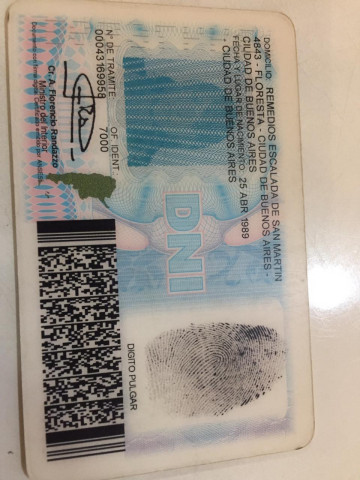 DOMICILIO: REMEDIOS ESCALADA DE SAN MARTIN
4843 - FLORESTA - CIUDAD DE BUENOS AIRES -
CIUDAD DE BUENOS AIRES
FECHA Y LUGAR DE NACIMIENTO: 25 ABR 1989
CIUDAD DE BUENOS AIRES
Nº DE TRAMITE
00043169958
OF. IDENT.
7000
Cr. A. Florencio Randazzo
Ministro del Interior
DNI
DIGITO PULGAR